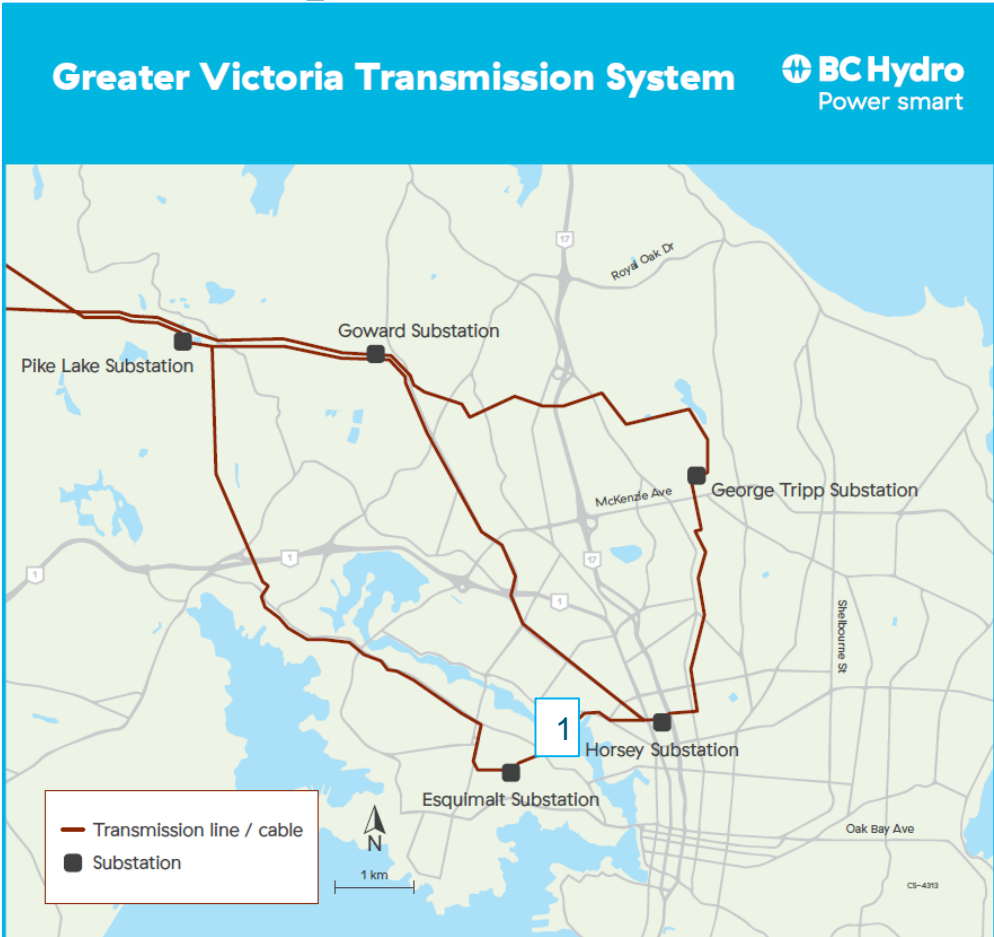 Greater Victoria Transmission System
BC Hydro
Power smart
17
Royal Oak Dr
Goward Substation
Pike Lake Substation
George Tripp Substation
McKenzie Ave
1
1
17
1
Shelbourne St
1
Horsey Substation
Esquimalt Substation
Transmission line / cable
Substation
N
1 km
Oak Bay Ave
CS-4313